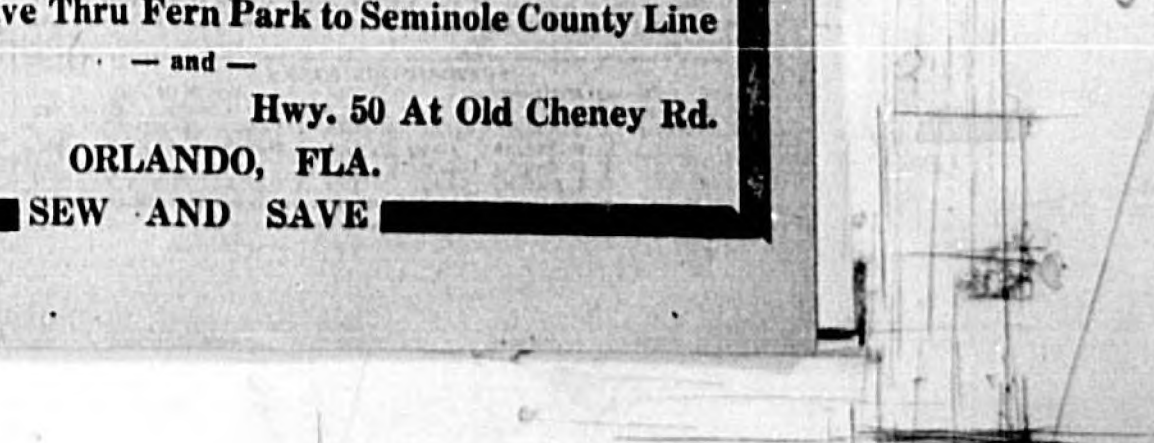 Thru Fern Park to Seminole County Line
— and —
Hwy. 50 At Old Cheney Rd.
ORLANDO, FLA.
SEW AND SAVE